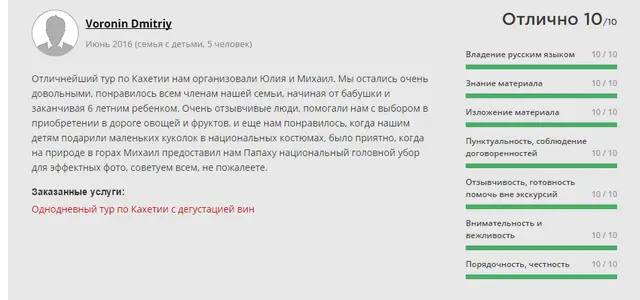 Voronin Dmitriy
Июнь 2016 (семья с детьми, 5 человек)
Отличнейший тур по Кахетии нам организовали Юлия и Михаил. Мы остались очень
довольными, понравилось всем членам нашей семьи, начиная от бабушки и
заканчивая 6 летним ребенком. Очень отзывчивые люди, помогали нам с выбором в
приобретении в дороге овощей и фруктов, и еще нам понравилось, когда нашим
детям подарили маленьких куколок в национальных костюмах, было приятно, когда
на природе в горах Михаил предоставил нам Папаху национальный головной убор
для эффектных фото, советуем всем, не пожалеете.
Заказанные услуги:
Однодневный тур по Кахетии с дегустацией вин
Отлично 10/10
Владение русским языком 10 / 10
Знание материала 10 / 10
Изложение материала 10 / 10
Пунктуальность, соблюдение
договоренностей 10 / 10
Отзывчивость, готовность
помочь вне экскурсий 10 / 10
Внимательность и
вежливость 10 / 10
Порядочность, честность 10 / 10